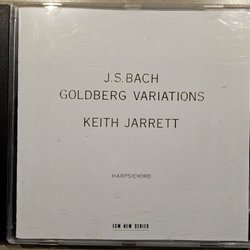 J.S. BACH
GOLDBERG VARIATIONS
KEITH JARRETT
HARPSICHORD
ECM NEW SERIES